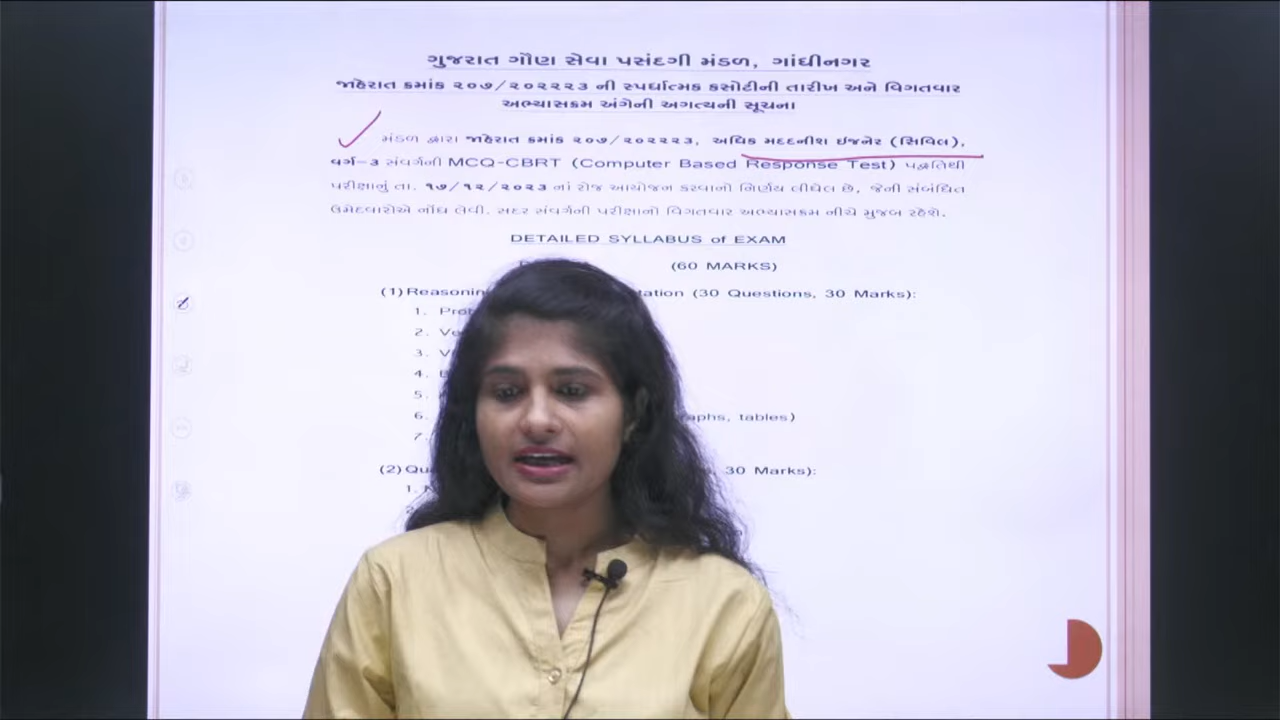 ગુજરાત ગૌણ સેવા પસંદગી મંડળ, ગાંધીનગર
જાહેરાત ક્રમાંક ૨૦૭/૨૦૨૨૨૩ ની સ્પર્ધાત્મક કસોટીની તારીખ અને વિગતવાર
અભ્યાસક્રમ અંગેની અગત્યની સૂચના
મંડળ દ્વારા જાહેરાત ક્રમાંક ૨૦૭/૨૦૨૨૨૩, અધિક મદદનીશ ઇજનેર (સિવિલ),
વર્ગ-૩ સંવર્ગની MCQ-CBRT (Computer Based Response Test) પદ્ધતિથી
પરીક્ષાનું તા. ૧૭/૧૨/૨૦૨૩ નાં રોજ આયોજન કરવાનો નિર્ણય લીધેલ છે, જેની સંબંધિત
ઉમેદવારોએ નોંધ લેવી. સદર સંવર્ગની પરીક્ષાનો વિગતવાર અભ્યાસક્રમ નીચે મુજબ રહેશે.
DETAILED SYLLABUS of EXAM
(60 MARKS)
(1) Reasoning (30 Questions, 30 Marks):
1.
2.
3.
4.
5.
6. tables)
7.
(2) 30 Marks):
1.